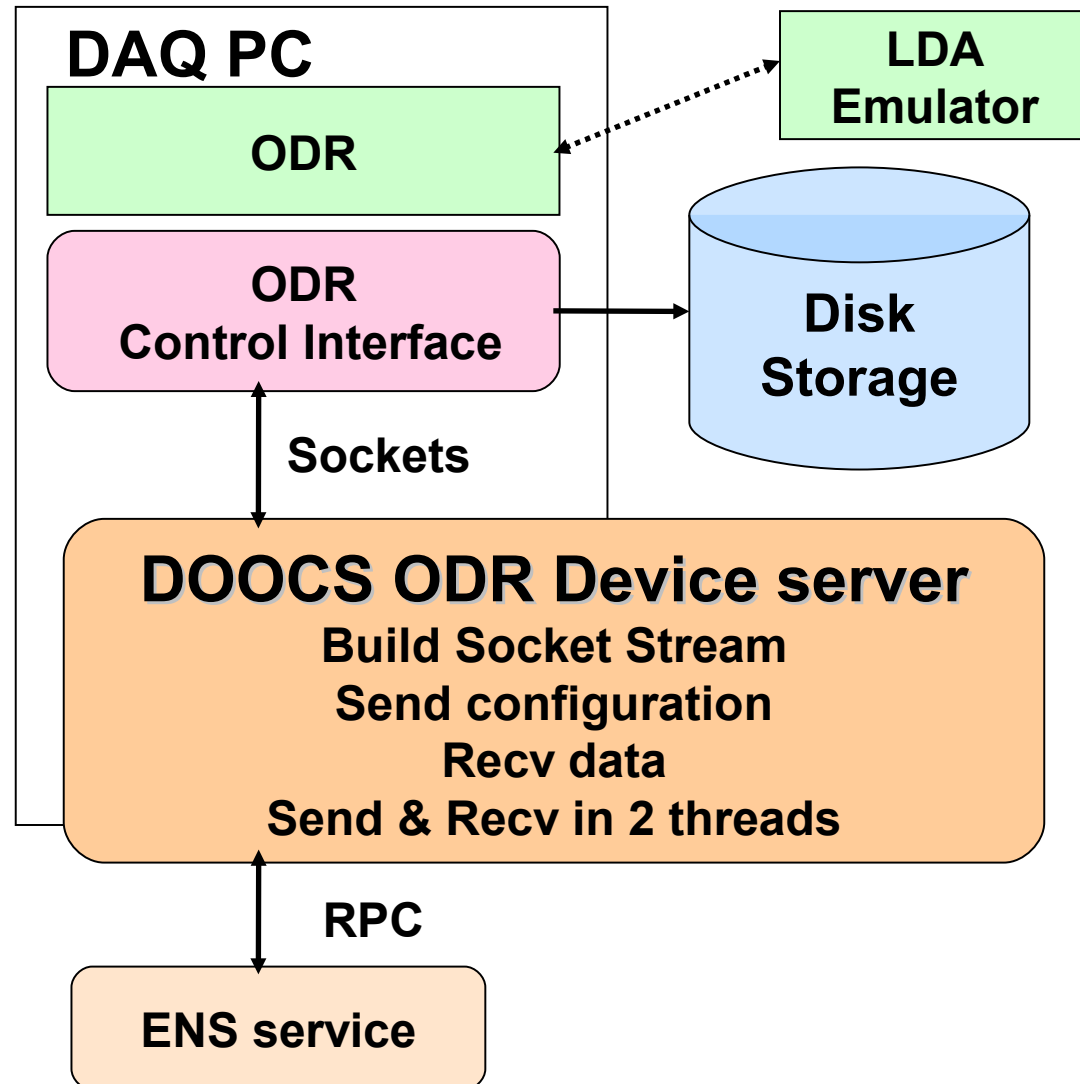 DAQ PC
LDA
Emulator
ODR
ODR
Control Interface
Disk
Storage
Sockets
DOOCS ODR Device server
Build Socket Stream
Send configuration
Recv data
Send & Recv in 2 threads
RPC
ENS service